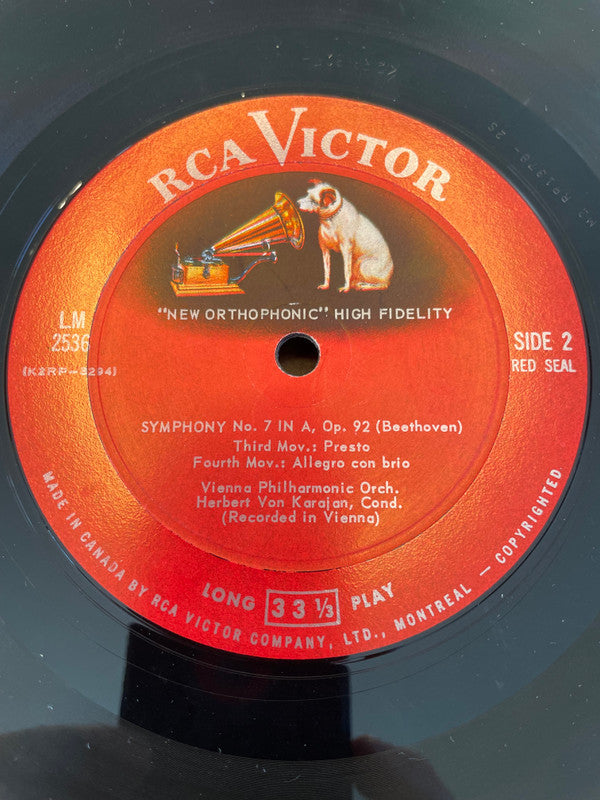 RCA VICTOR
"NEW ORTHOPHONIC" HIGH FIDELITY
LM
2536
(K2RP-3294)
SIDE 2
RED SEAL
SYMPHONY No. 7 IN A, Op. 92 (Beethoven)
Third Mov.: Presto
Fourth Mov.: Allegro con brio
Vienna Philharmonic Orch.
Herbert Von Karajan, Cond.
(Recorded in Vienna)
LONG 33 1/3 PLAY
MADE IN CANADA BY RCA VICTOR COMPANY, LTD., MONTREAL — COPYRIGHTED